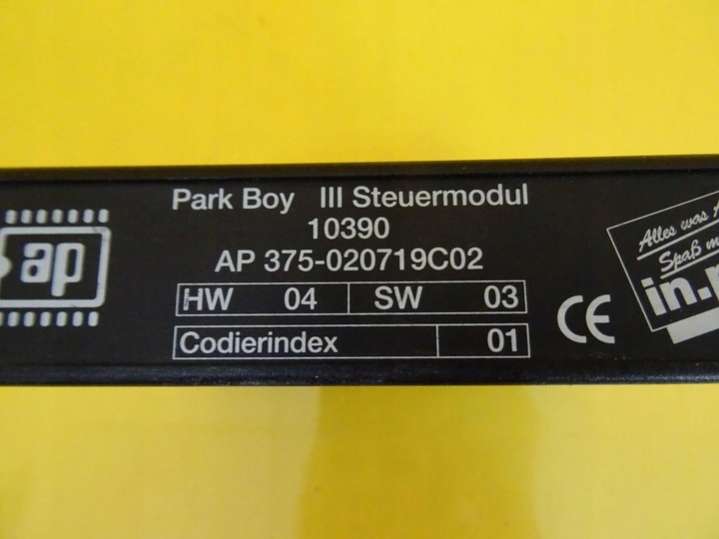 Park Boy III Steuermodul
10390
AP 375-020719C02
HW 04 SW 03
Codierindex 01
ap
CE
Alles was
Spaß m
in.